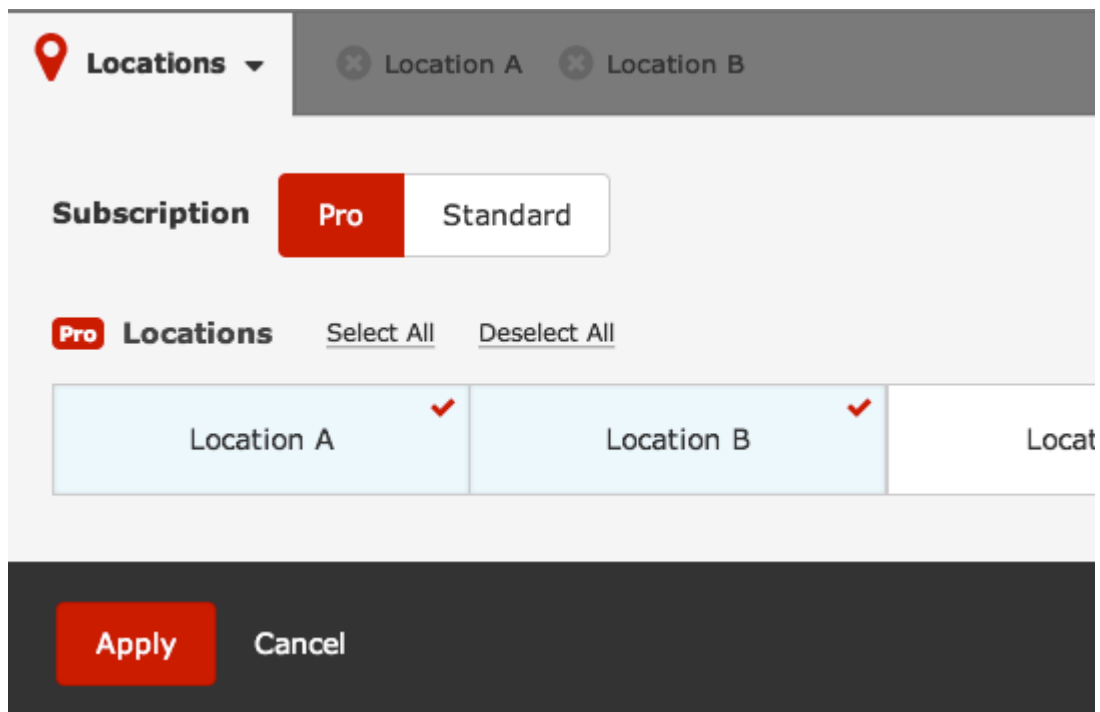 Locations Location A Location B
Subscription Pro Standard
Pro Locations Select All Deselect All
Location A Location B
Apply Cancel